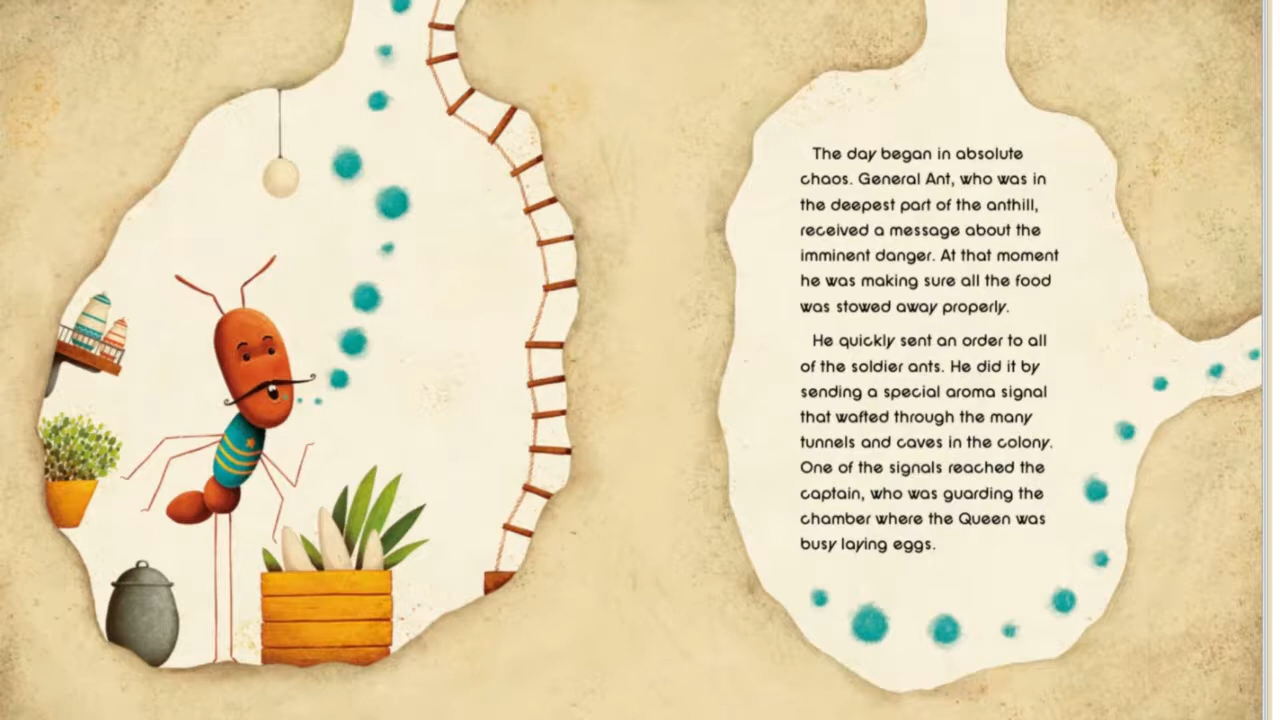 The day began in absolute
chaos. General Ant, who was in
the deepest part of the anthill,
received a message about the
imminent danger. At that moment
he was making sure all the food
was stowed away properly.
He quickly sent an order to all
of the soldier ants. He did it by
sending a special aroma signal
that wafted through the many
tunnels and caves in the colony.
One of the signals reached the
captain, who was guarding the
chamber where the Queen was
busy laying eggs.